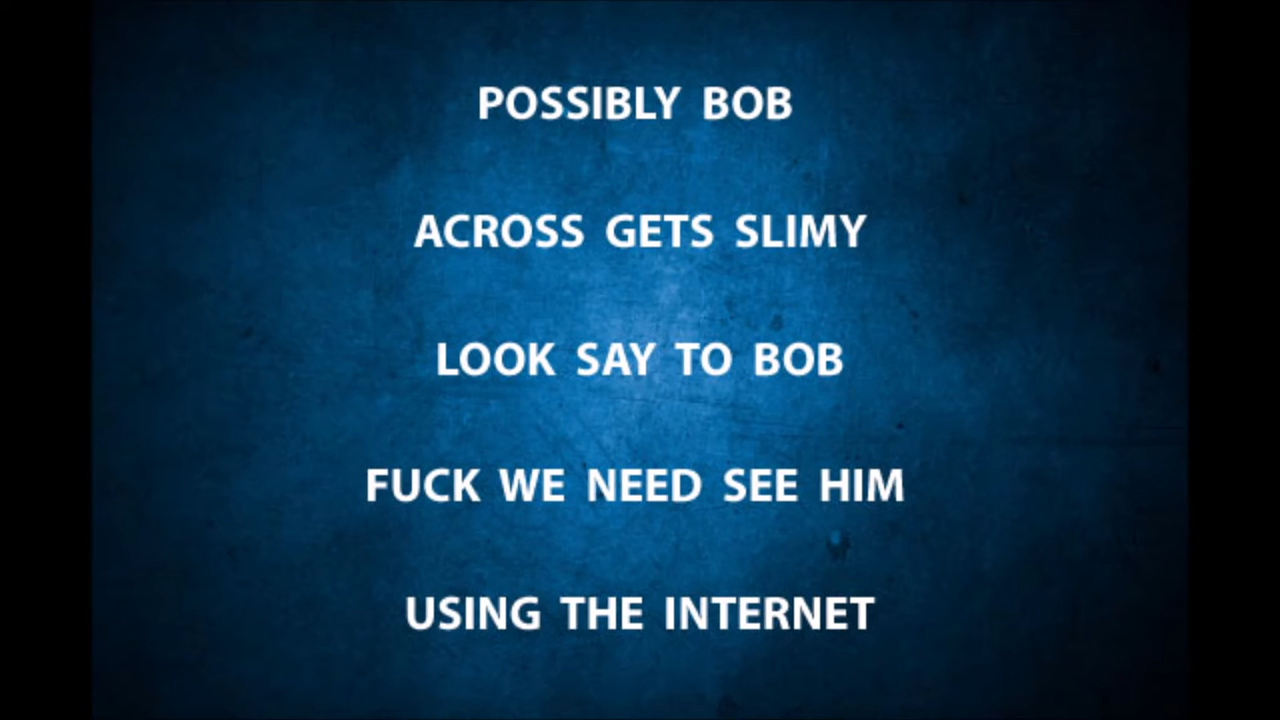 POSSIBLY BOB
ACROSS GETS SLIMY
LOOK SAY TO BOB
FUCK WE NEED SEE HIM
USING THE INTERNET